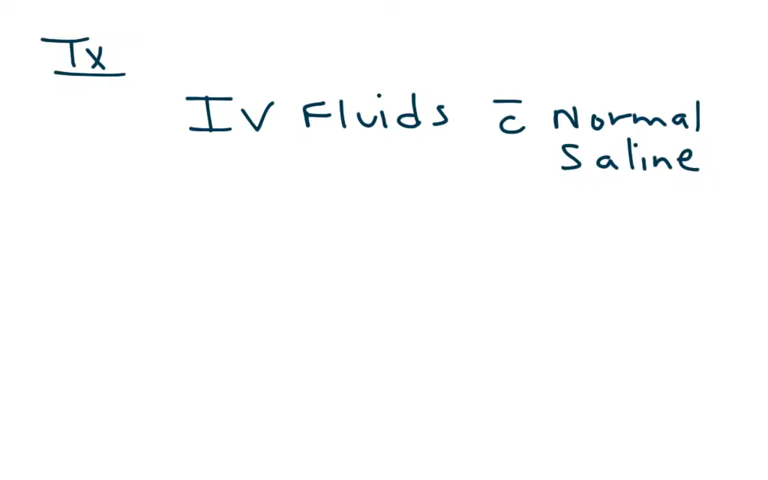 Tx
IV Fluids c̄ Normal
Saline